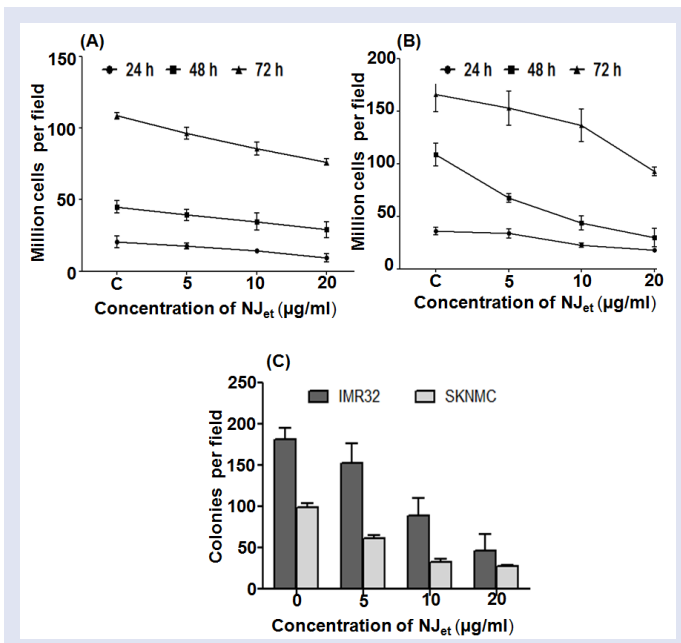 (A)
24 h 48 h 72 h
Million cells per field
150
100
50
0
C 5 10 20
Concentration of NJet (µg/ml)
(B)
24 h 48 h 72 h
Million cells per field
200
150
100
50
0
C 5 10 20
Concentration of NJet (µg/ml)
(C)
IMR32 SKNMC
Colonies per field
250
200
150
100
50
0
0 5 10 20
Concentration of NJet (µg/ml)